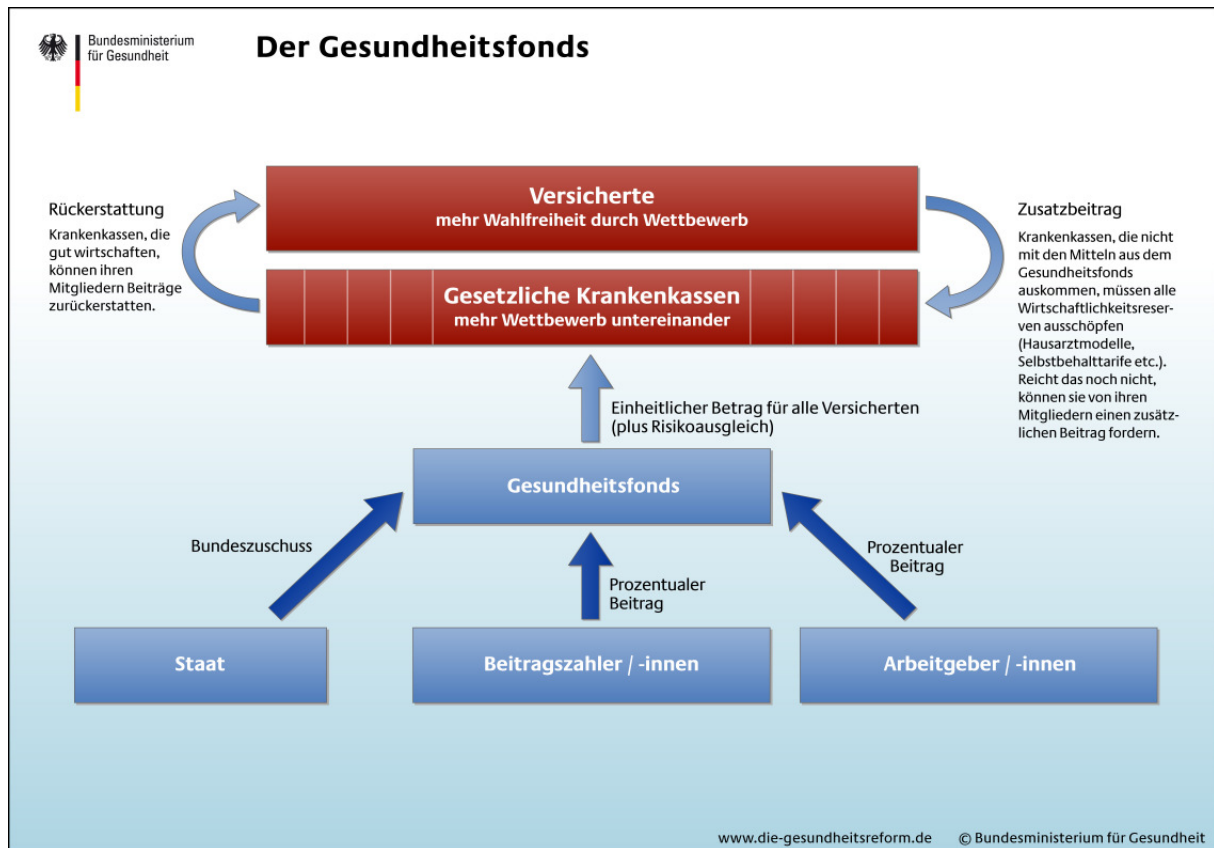 Bundesministerium
für Gesundheit
Der Gesundheitsfonds
Versicherte
mehr Wahlfreiheit durch Wettbewerb
Rückerstattung
Krankenkassen, die
gut wirtschaften,
können ihren
Mitgliedern Beiträge
zurückerstatten.
Zusatzbeitrag
Krankenkassen, die nicht
mit den Mitteln aus dem
Gesundheitsfonds
auskommen, müssen alle
Wirtschaftlichkeitsreser-
ven ausschöpfen
(Hausarztmodelle,
Selbstbehalttarife etc.).
Reicht das noch nicht,
können sie von ihren
Mitgliedern einen zusätz-
lichen Beitrag fordern.
Gesetzliche Krankenkassen
mehr Wettbewerb untereinander
Einheitlicher Betrag für alle Versicherten
(plus Risikoausgleich)
Gesundheitsfonds
Bundeszuschuss
Prozentualer
Beitrag
Prozentualer
Beitrag
Staat
Beitragszahler / -innen
Arbeitgeber / -innen
www.die-gesundheitsreform.de © Bundesministerium für Gesundheit